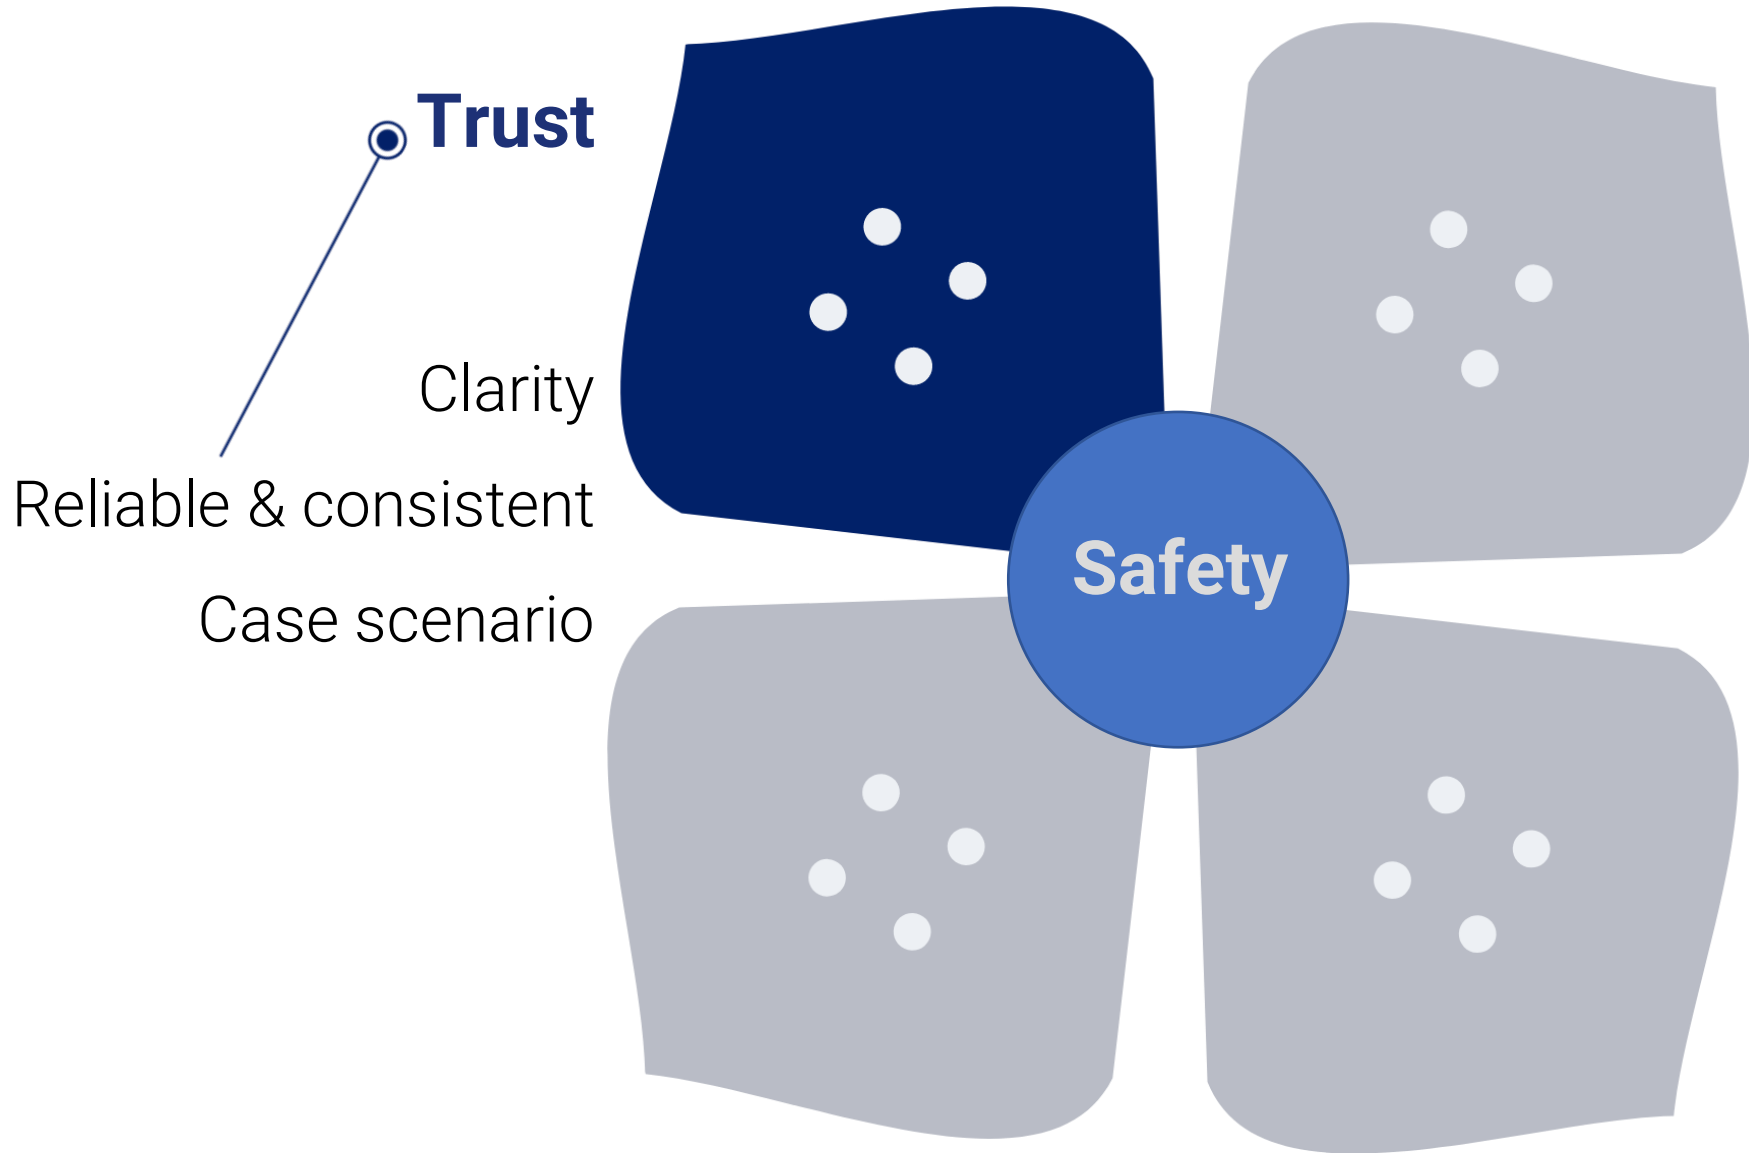 Trust
Clarity
Reliable & consistent
Case scenario
Safety